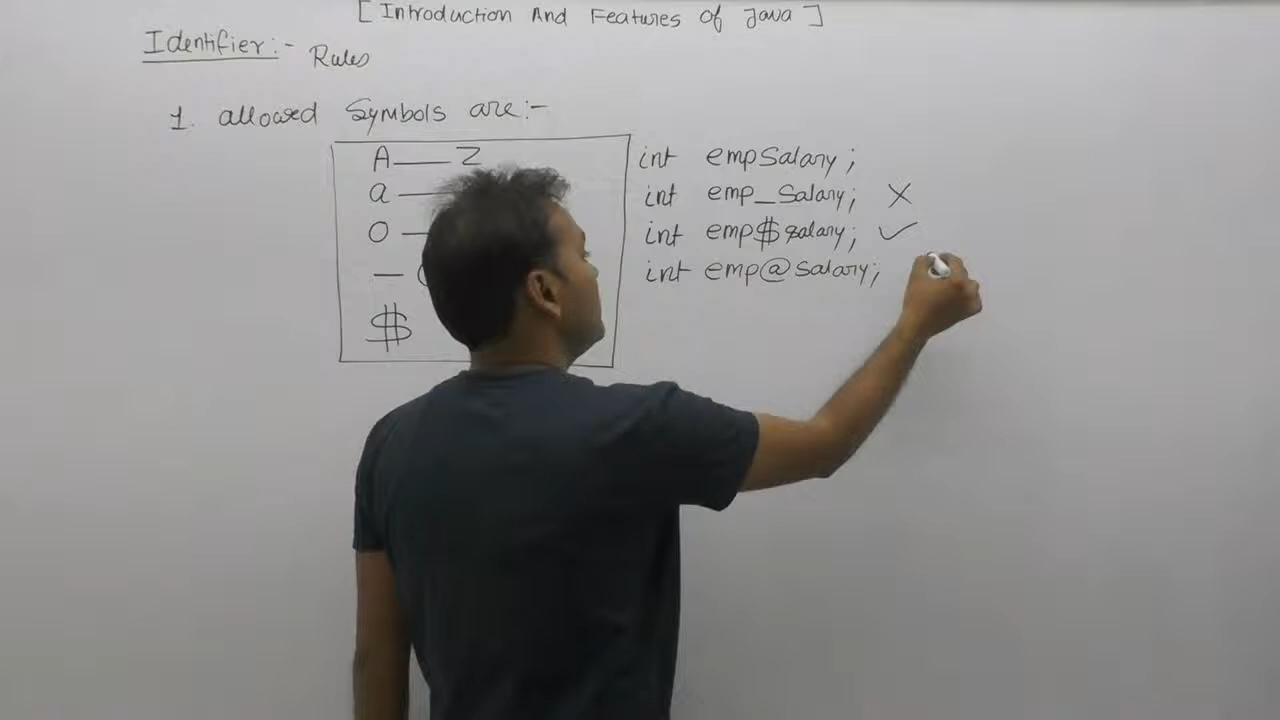 [ Introduction And Features of Java ]
Identifier:- Rules
1. allowed Symbols are:-
A — Z
a —
0 —
—
$
int empSalary;
int emp_Salary; ✗
int emp$salary; ✓
int emp@salary;